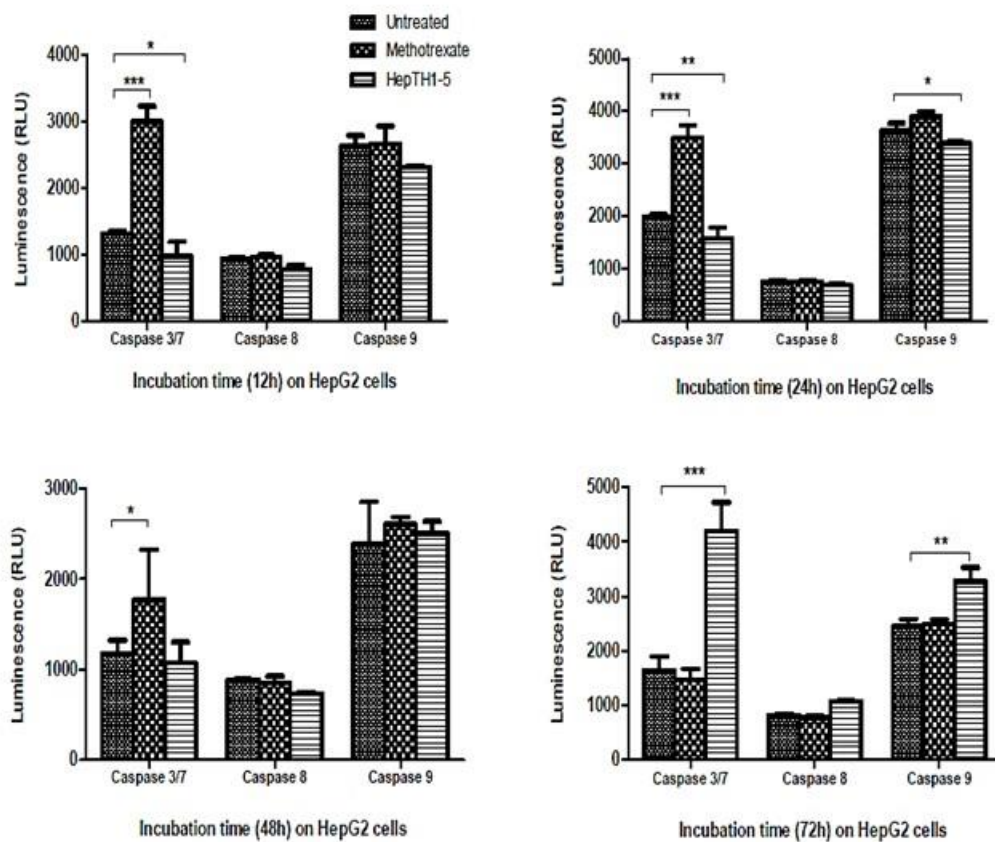 Untreated
Methotrexate
HepTH1-5
Luminescence (RLU)
4000
3000
2000
1000
0
*
***
Caspase 3/7 Caspase 8 Caspase 9
Incubation time (12h) on HepG2 cells
Luminescence (RLU)
5000
4000
3000
2000
1000
0
**
***
*
Caspase 3/7 Caspase 8 Caspase 9
Incubation time (24h) on HepG2 cells
Luminescence (RLU)
3000
2000
1000
0
*
Caspase 3/7 Caspase 8 Caspase 9
Incubation time (48h) on HepG2 cells
Luminescence (RLU)
5000
4000
3000
2000
1000
0
***
**
Caspase 3/7 Caspase 8 Caspase 9
Incubation time (72h) on HepG2 cells